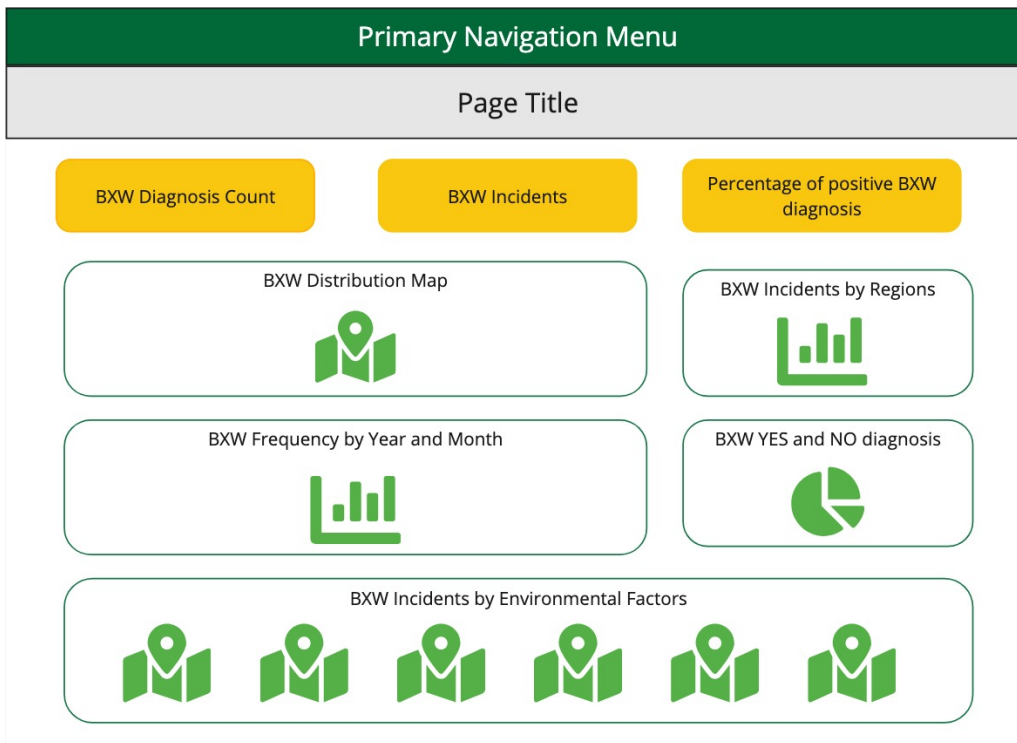 Primary Navigation Menu
Page Title
BXW Diagnosis Count
BXW Incidents
Percentage of positive BXW
diagnosis
BXW Distribution Map
BXW Incidents by Regions
BXW Frequency by Year and Month
BXW YES and NO diagnosis
BXW Incidents by Environmental Factors